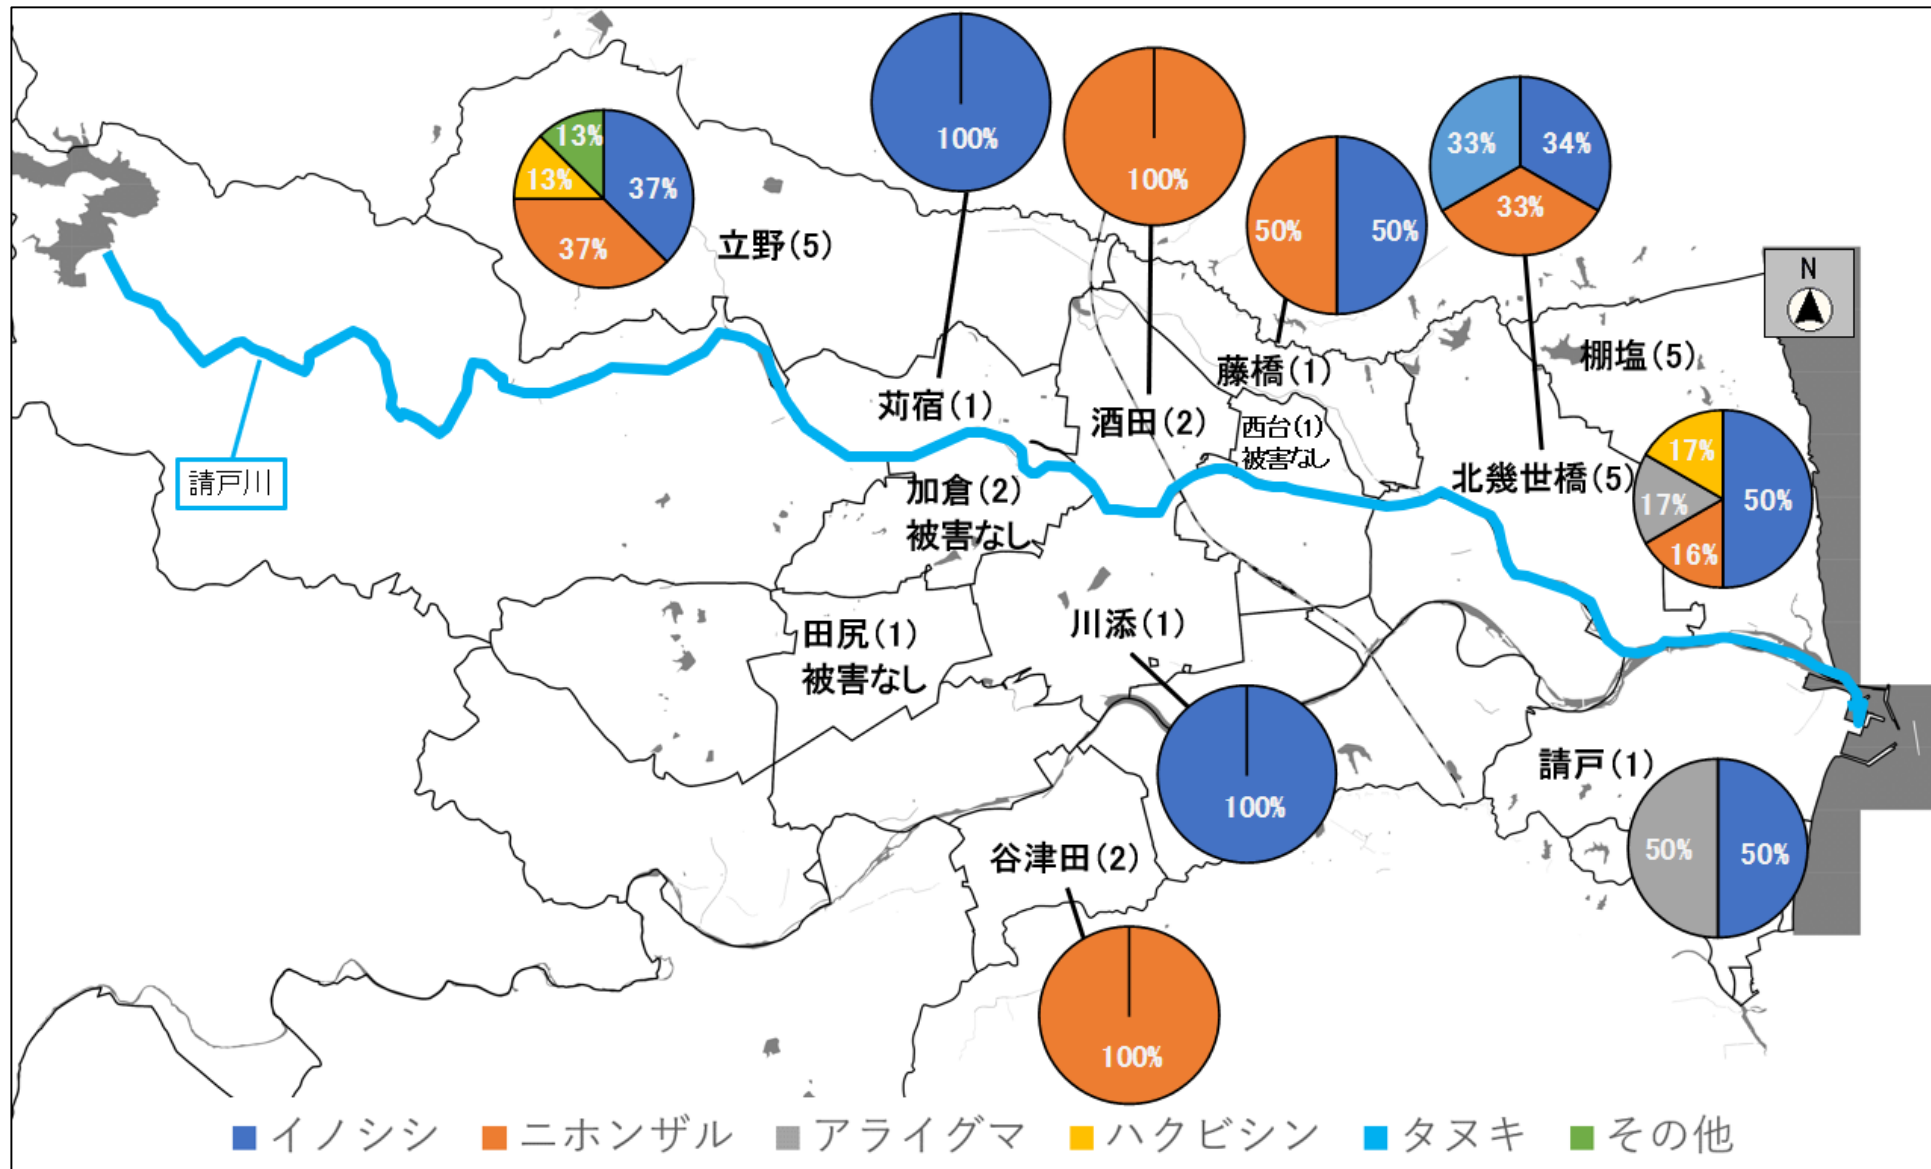 100%
100%
33%
34%
33%
13%
13%
37%
37%
50%
50%
立野(5)
N
棚塩(5)
藤橋(1)
苅宿(1)
酒田(2)
西台(1)
被害なし
北幾世橋(5)
請戸川
加倉(2)
被害なし
17%
17%
50%
16%
田尻(1)
被害なし
川添(1)
100%
請戸(1)
50%
50%
谷津田(2)
100%
イノシシ ニホンザル アライグマ ハクビシン タヌキ その他